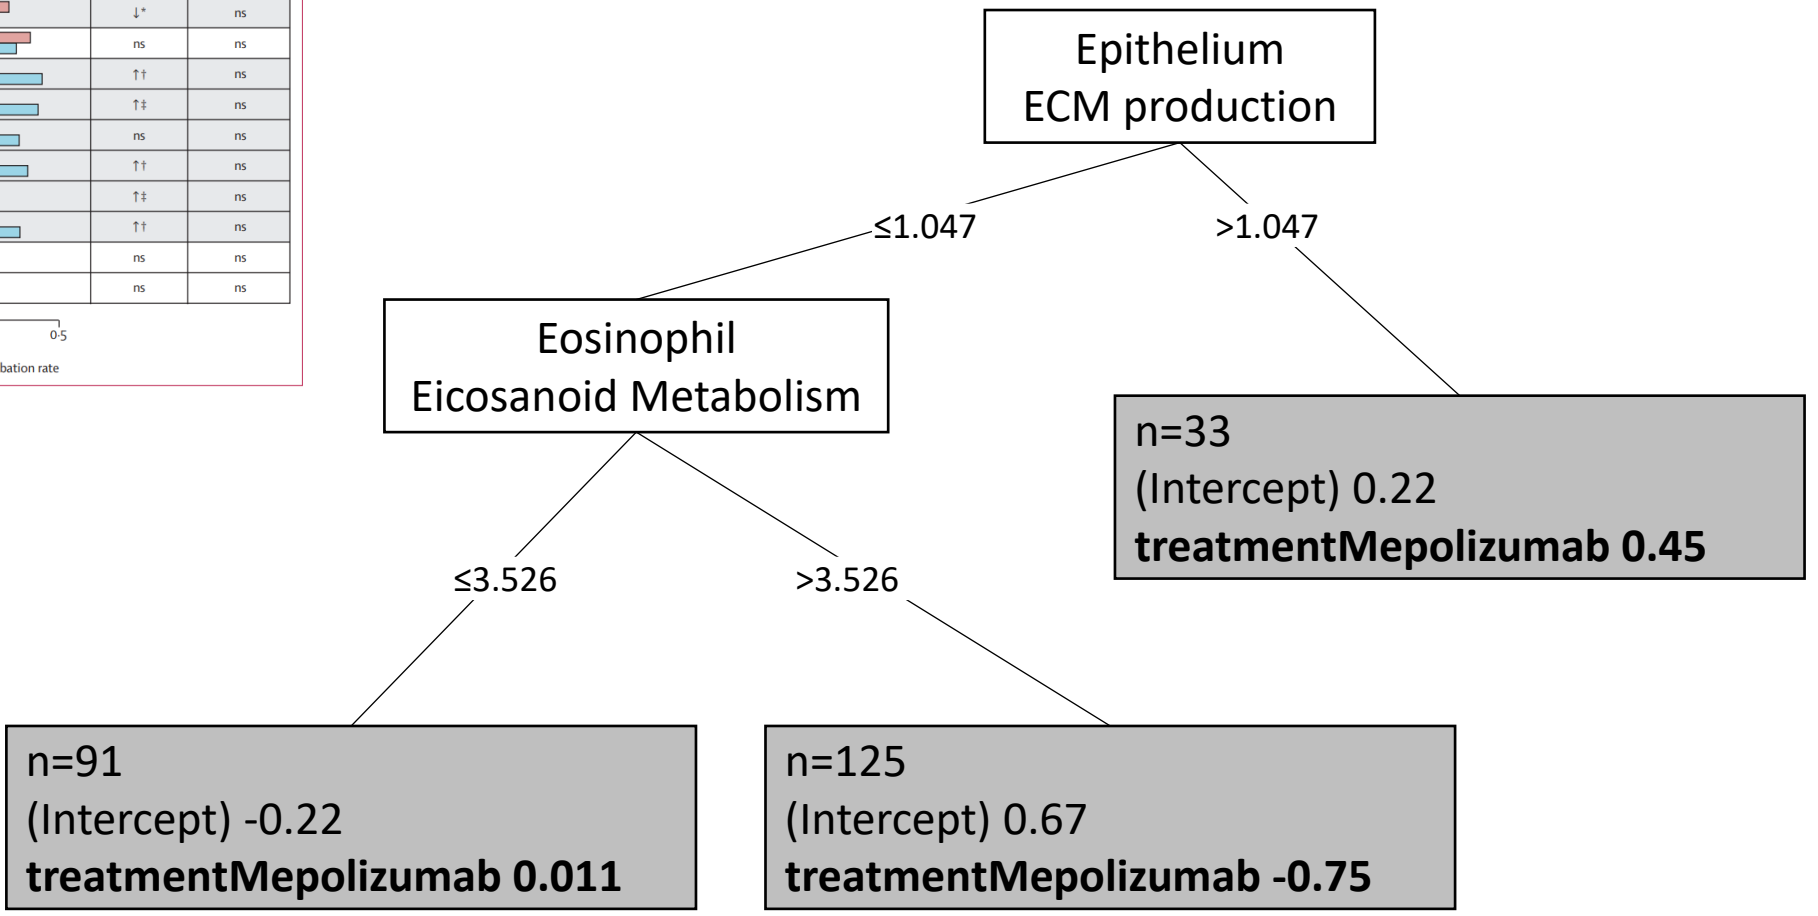 ↓* ns
ns ns
↑† ns
↑‡ ns
ns ns
↑† ns
↑‡ ns
↑† ns
ns ns
ns ns
0·5
bation rate
Epithelium
ECM production
≤1.047
>1.047
Eosinophil
Eicosanoid Metabolism
n=33
(Intercept) 0.22
treatmentMepolizumab 0.45
≤3.526
>3.526
n=91
(Intercept) -0.22
treatmentMepolizumab 0.011
n=125
(Intercept) 0.67
treatmentMepolizumab -0.75